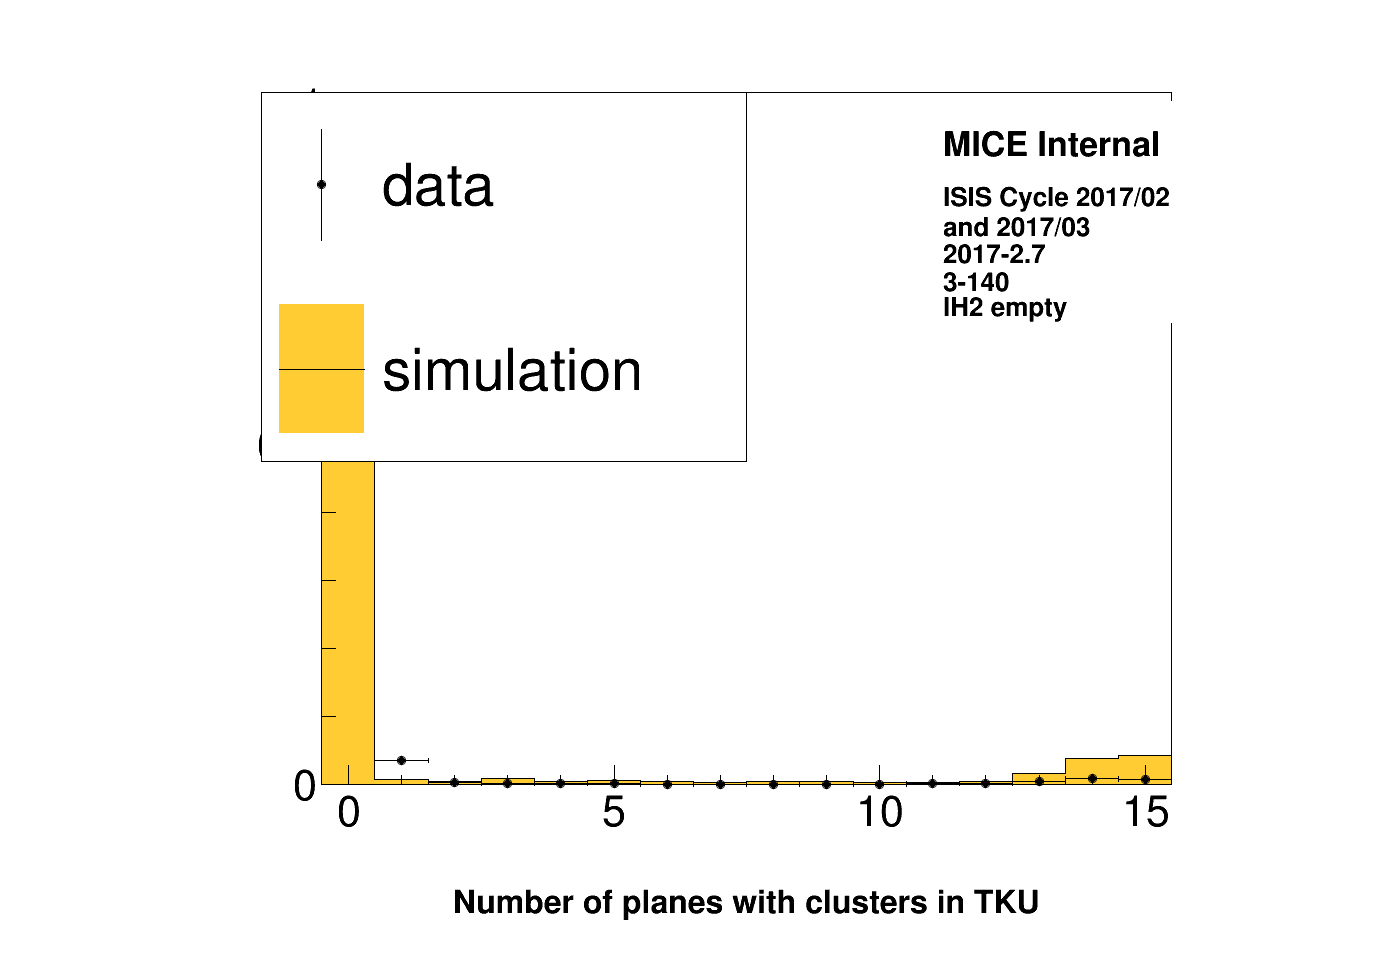 data
simulation
MICE Internal
ISIS Cycle 2017/02
and 2017/03
2017-2.7
3-140
IH2 empty
0
0 5 10 15
Number of planes with clusters in TKU